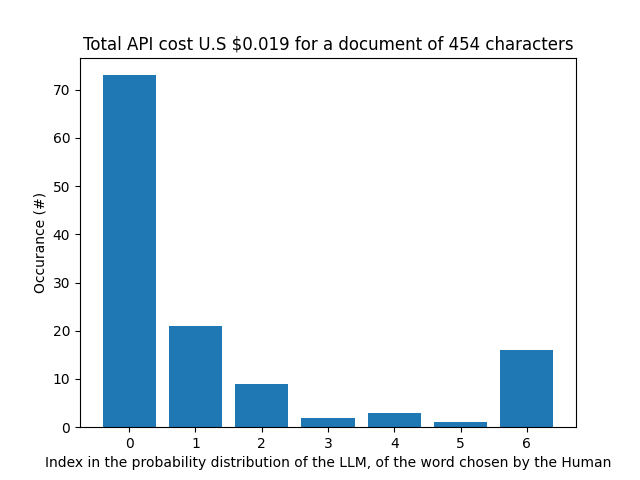 Total API cost U.S $0.019 for a document of 454 characters
70
60
50
40
30
20
10
0
Occurance (#)
0 1 2 3 4 5 6
Index in the probability distribution of the LLM, of the word chosen by the Human